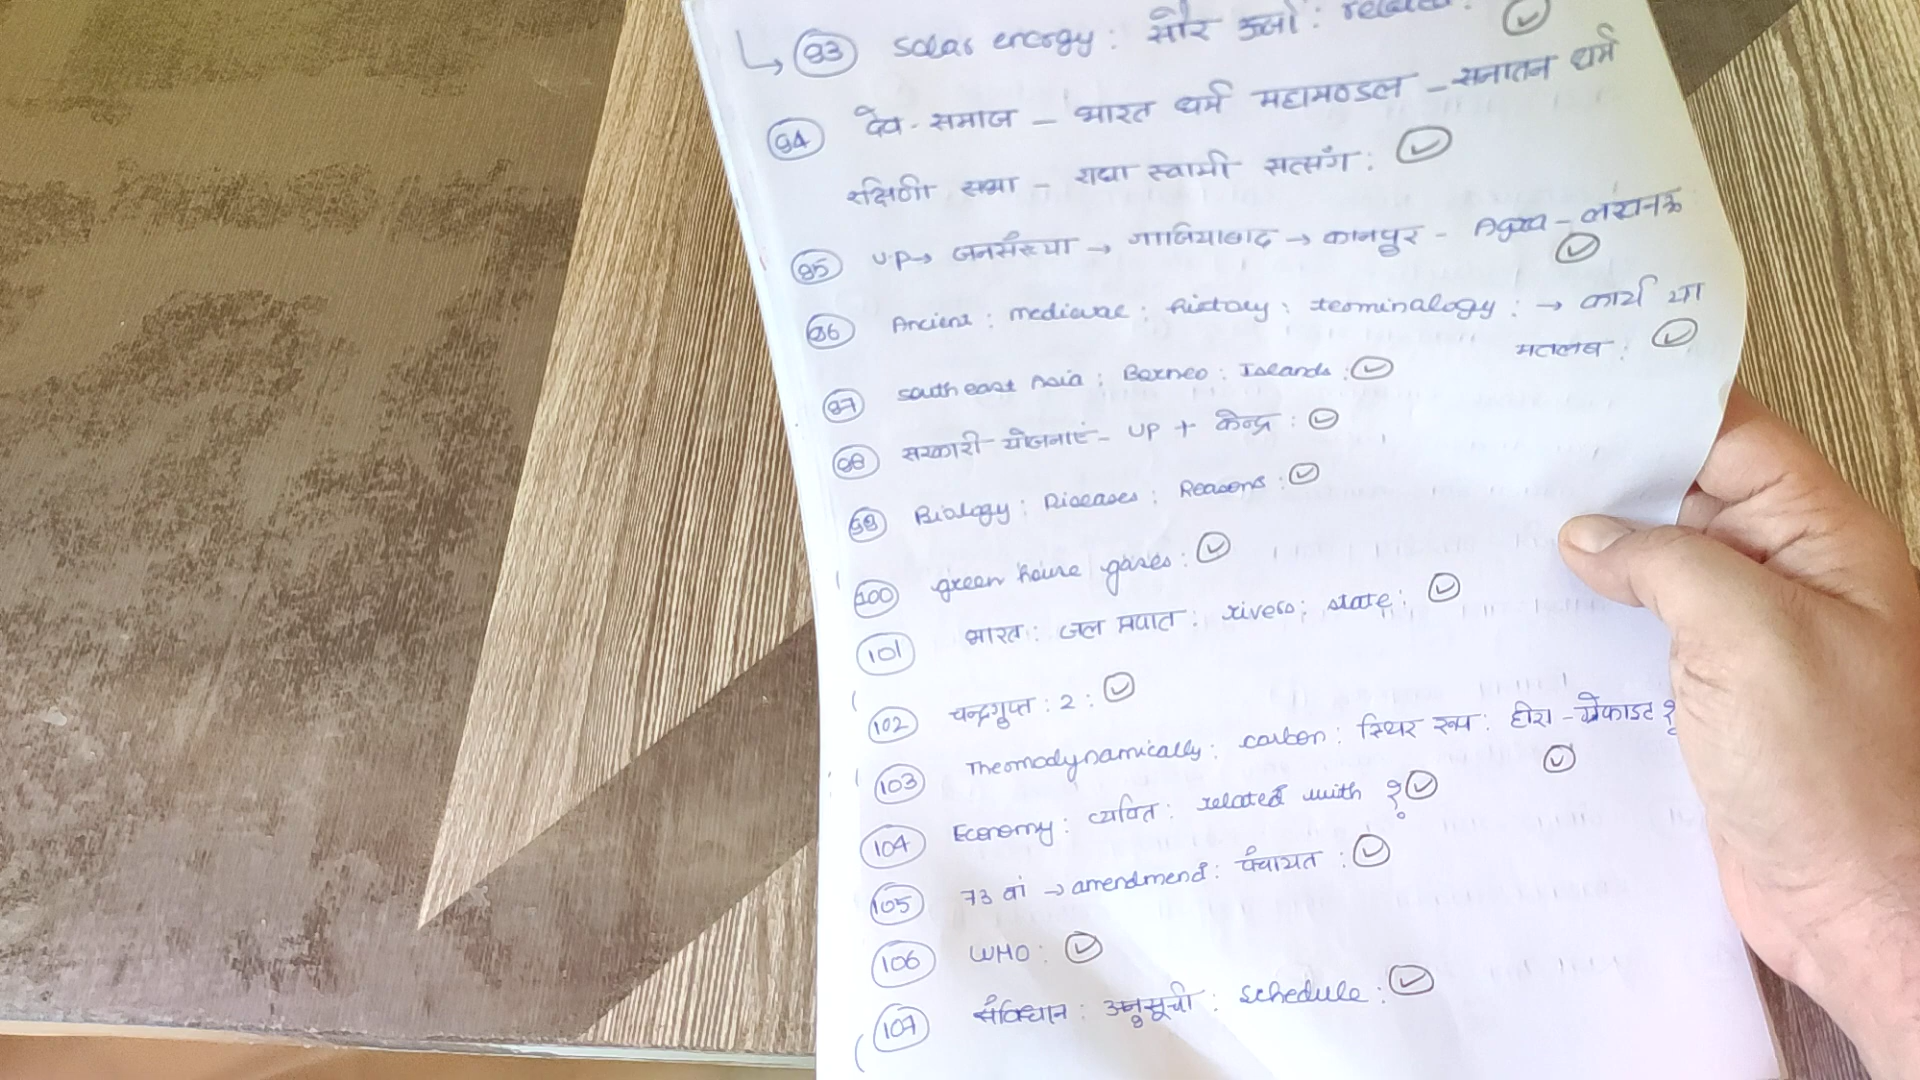 93 Solar energy: सौर ऊर्जा: related:
94 देव-समाज - भारत धर्म महामण्डल - सनातन धर्म
रक्षिणी सभा - राधा स्वामी सत्संग:
95 U.P→ जनसंख्या → गाजियाबाद → कानपुर - Agra - लखनऊ
96 Ancient: medieval: history: terminalogy: → कार्य या
मतलब:
97 South east Asia: Borneo: Islands:
98 सरकारी योजनाएं - UP + केन्द्र:
99 Biology: Diseases: Reasons:
100 green house gases:
101 भारत: जल प्रपात: rivers: state:
102 चन्द्रगुप्त: 2:
103 Thermodynamically: carbon: स्थिर रूप: हीरा - ग्रेफाइट ?
104 Economy: व्यक्ति: related with ?
105 73 वां → amendment: पंचायत:
106 WHO:
107 संविधान: अनुसूची: schedule: